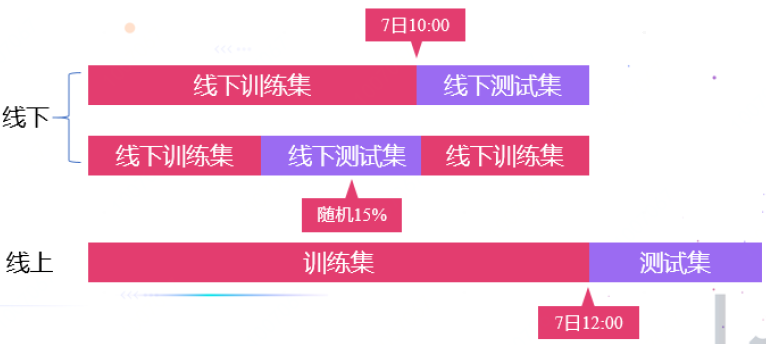 7日10:00
线下训练集 线下测试集
线下
线下训练集 线下测试集 线下训练集
随机15%
线上 训练集 测试集
7日12:00